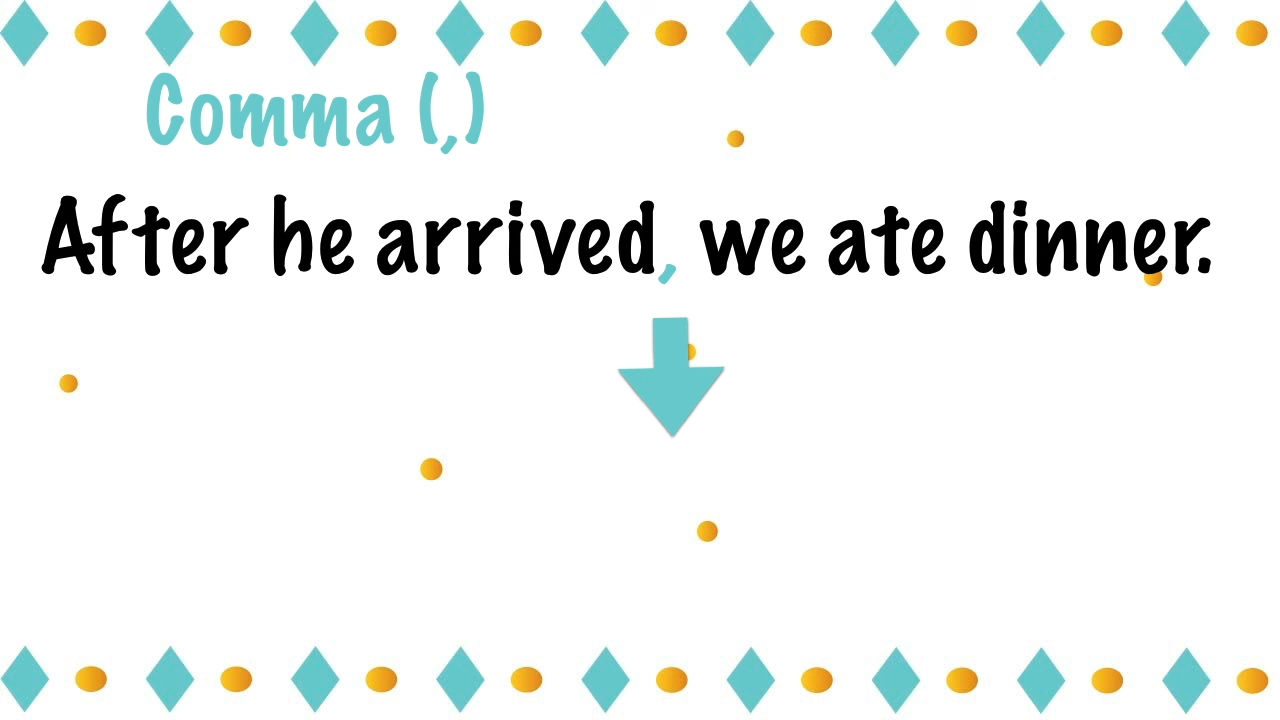 Comma (,)
After he arrived, we ate dinner.